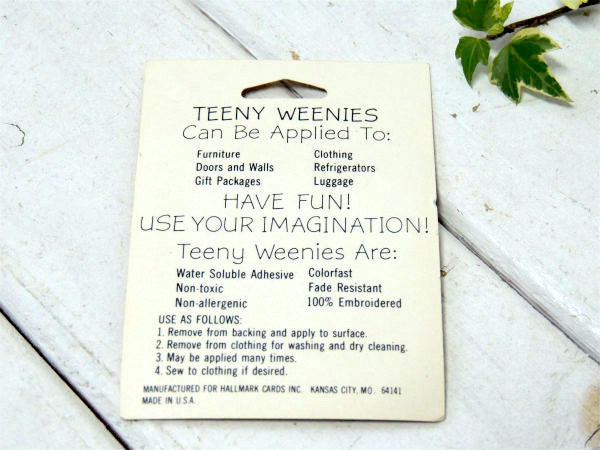 TEENY WEENIES
Can Be Applied To:
Furniture Clothing
Doors and Walls Refrigerators
Gift Packages Luggage
HAVE FUN!
USE YOUR IMAGINATION!
Teeny Weenies Are:
Water Soluble Adhesive Colorfast
Non-toxic Fade Resistant
Non-allergenic 100% Embroidered
USE AS FOLLOWS:
1. Remove from backing and apply to surface.
2. Remove from clothing for washing and dry cleaning.
3. May be applied many times.
4. Sew to clothing if desired.
MANUFACTURED FOR HALLMARK CARDS INC. KANSAS CITY, MO. 64141
MADE IN U.S.A.